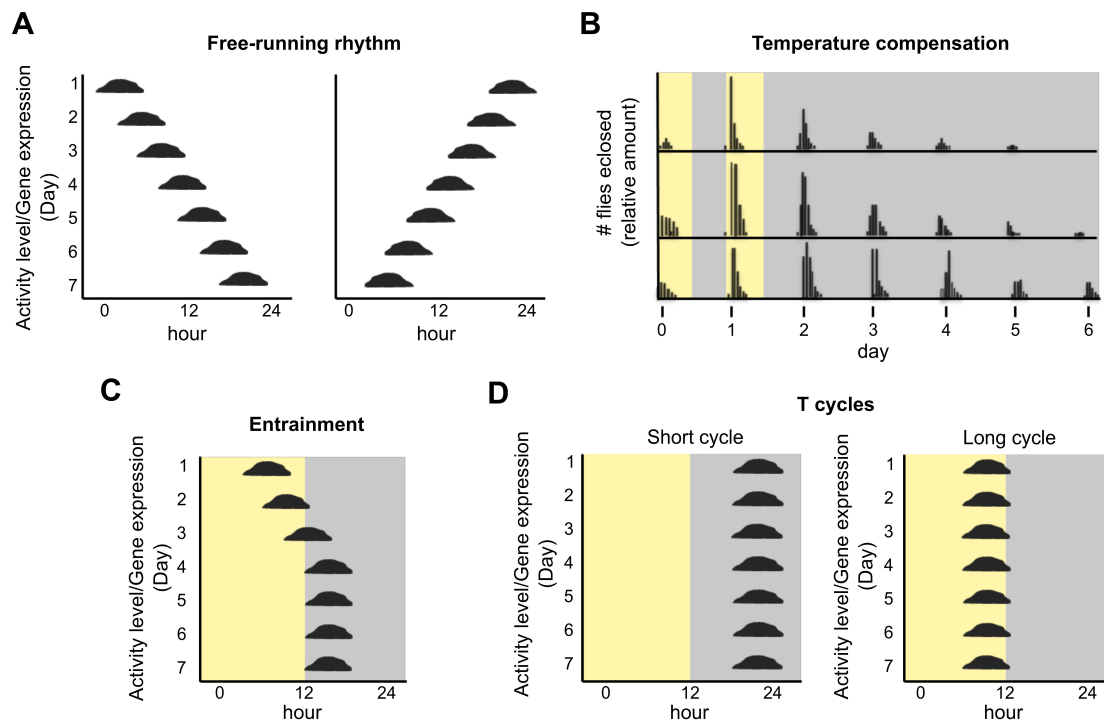 A
Free-running rhythm
Activity level/Gene expression
(Day)
1
2
3
4
5
6
7
0 12 24
hour
0 12 24
hour
B
Temperature compensation
# flies eclosed
(relative amount)
0 1 2 3 4 5 6
day
C
Entrainment
Activity level/Gene expression
(Day)
1
2
3
4
5
6
7
0 12 24
hour
D
T cycles
Short cycle
Activity level/Gene expression
(Day)
1
2
3
4
5
6
7
0 12 24
hour
Long cycle
Activity level/Gene expression
(Day)
1
2
3
4
5
6
7
0 12 24
hour